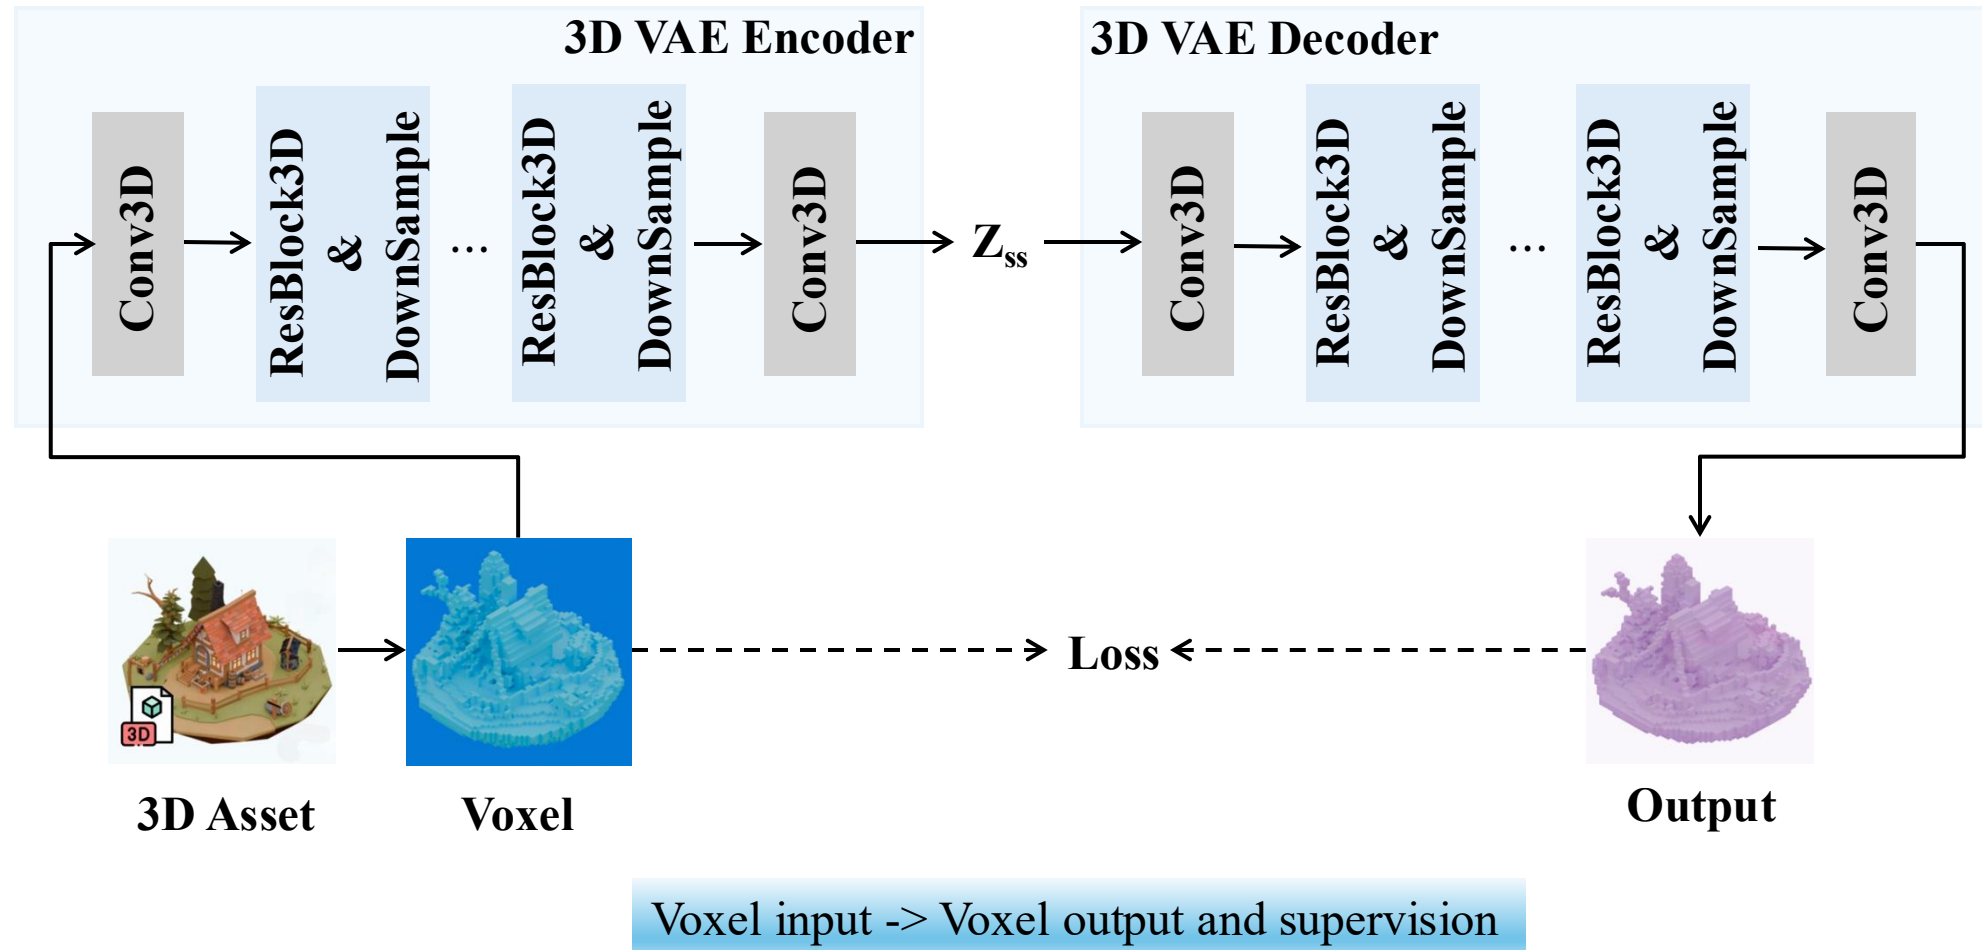 3D VAE Encoder
Conv3D
ResBlock3D
&
DownSample
...
ResBlock3D
&
DownSample
Conv3D
Zss
3D VAE Decoder
Conv3D
ResBlock3D
&
DownSample
...
ResBlock3D
&
DownSample
Conv3D
3D
3D Asset
Voxel
Loss
Output
Voxel input -> Voxel output and supervision